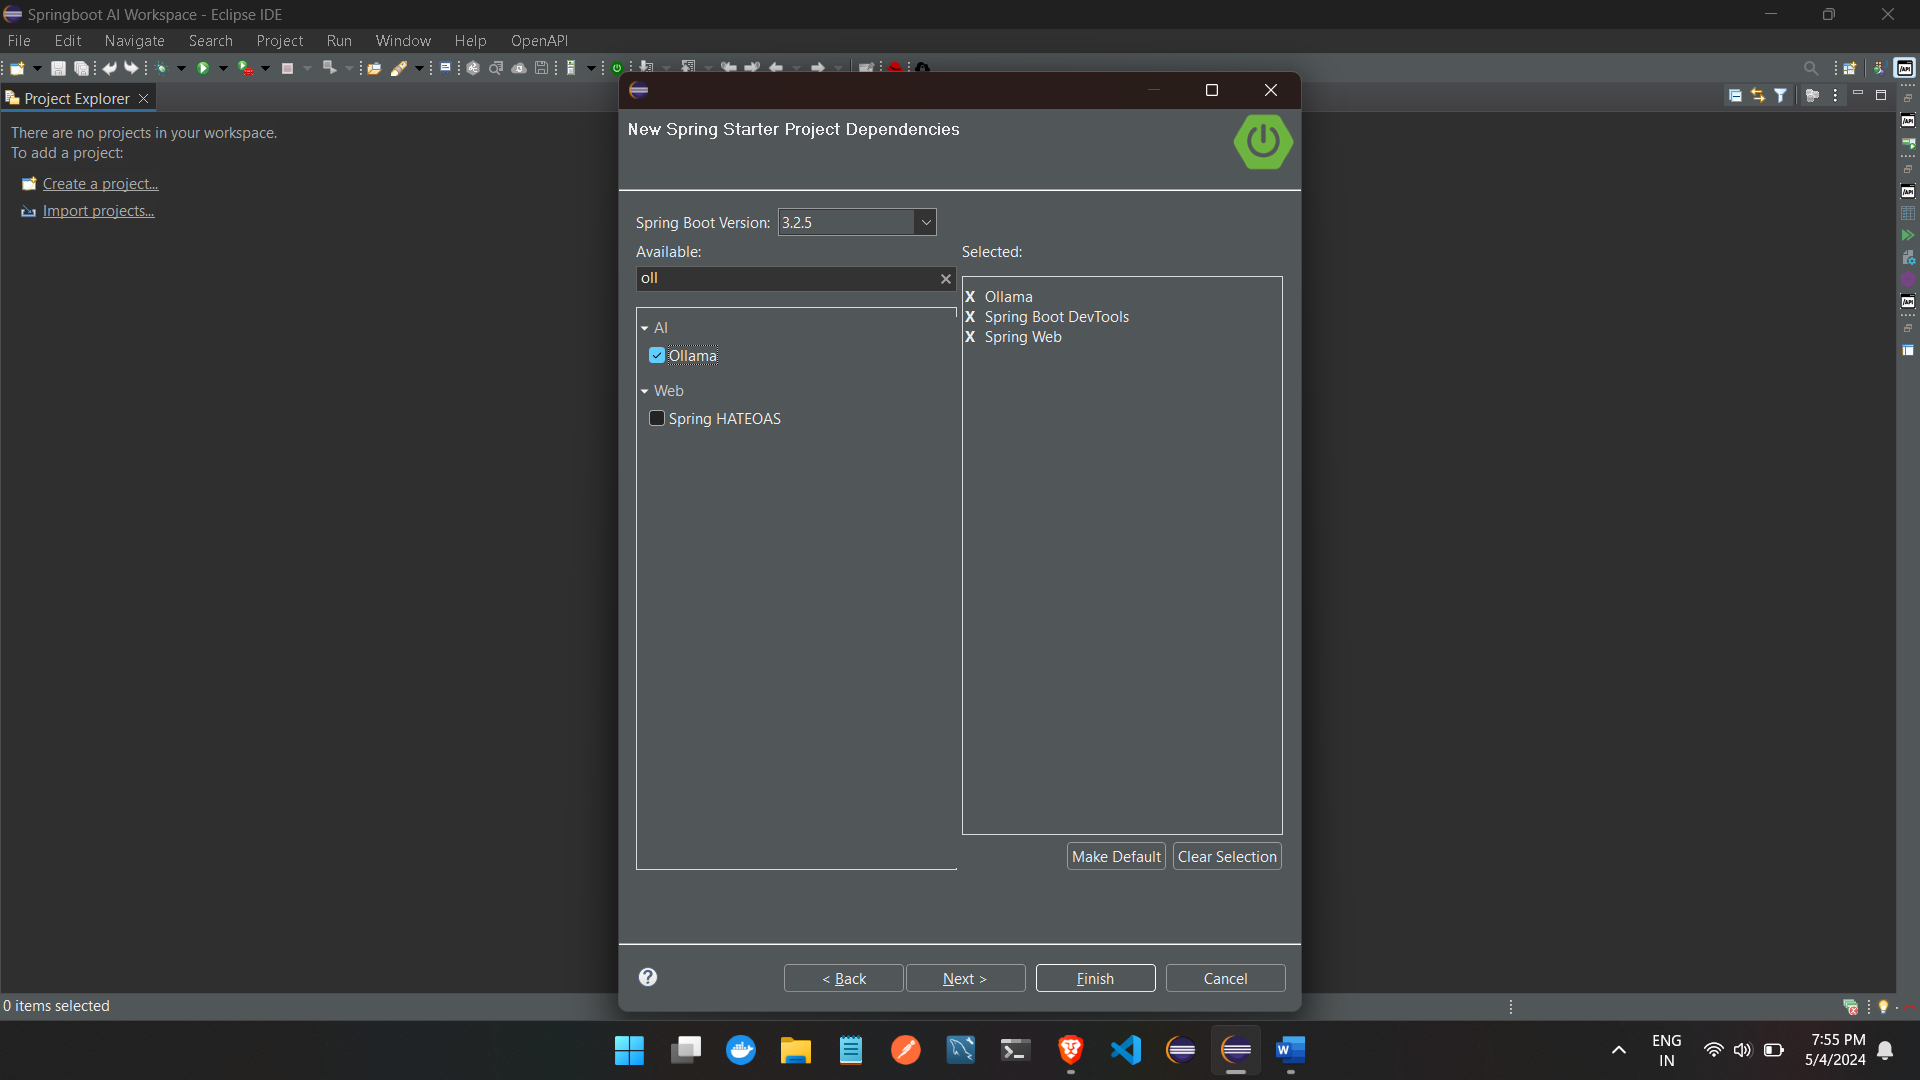 Springboot AI Workspace - Eclipse IDE
File Edit Navigate Search Project Run Window Help OpenAPI
Project Explorer
There are no projects in your workspace.
To add a project:
Create a project...
Import projects...
New Spring Starter Project Dependencies
Spring Boot Version: 3.2.5
Available:
oll
AI
Ollama
Web
Spring HATEOAS
Selected:
X Ollama
X Spring Boot DevTools
X Spring Web
Make Default Clear Selection
< Back Next > Finish Cancel
0 items selected
ENG
IN
7:55 PM
5/4/2024